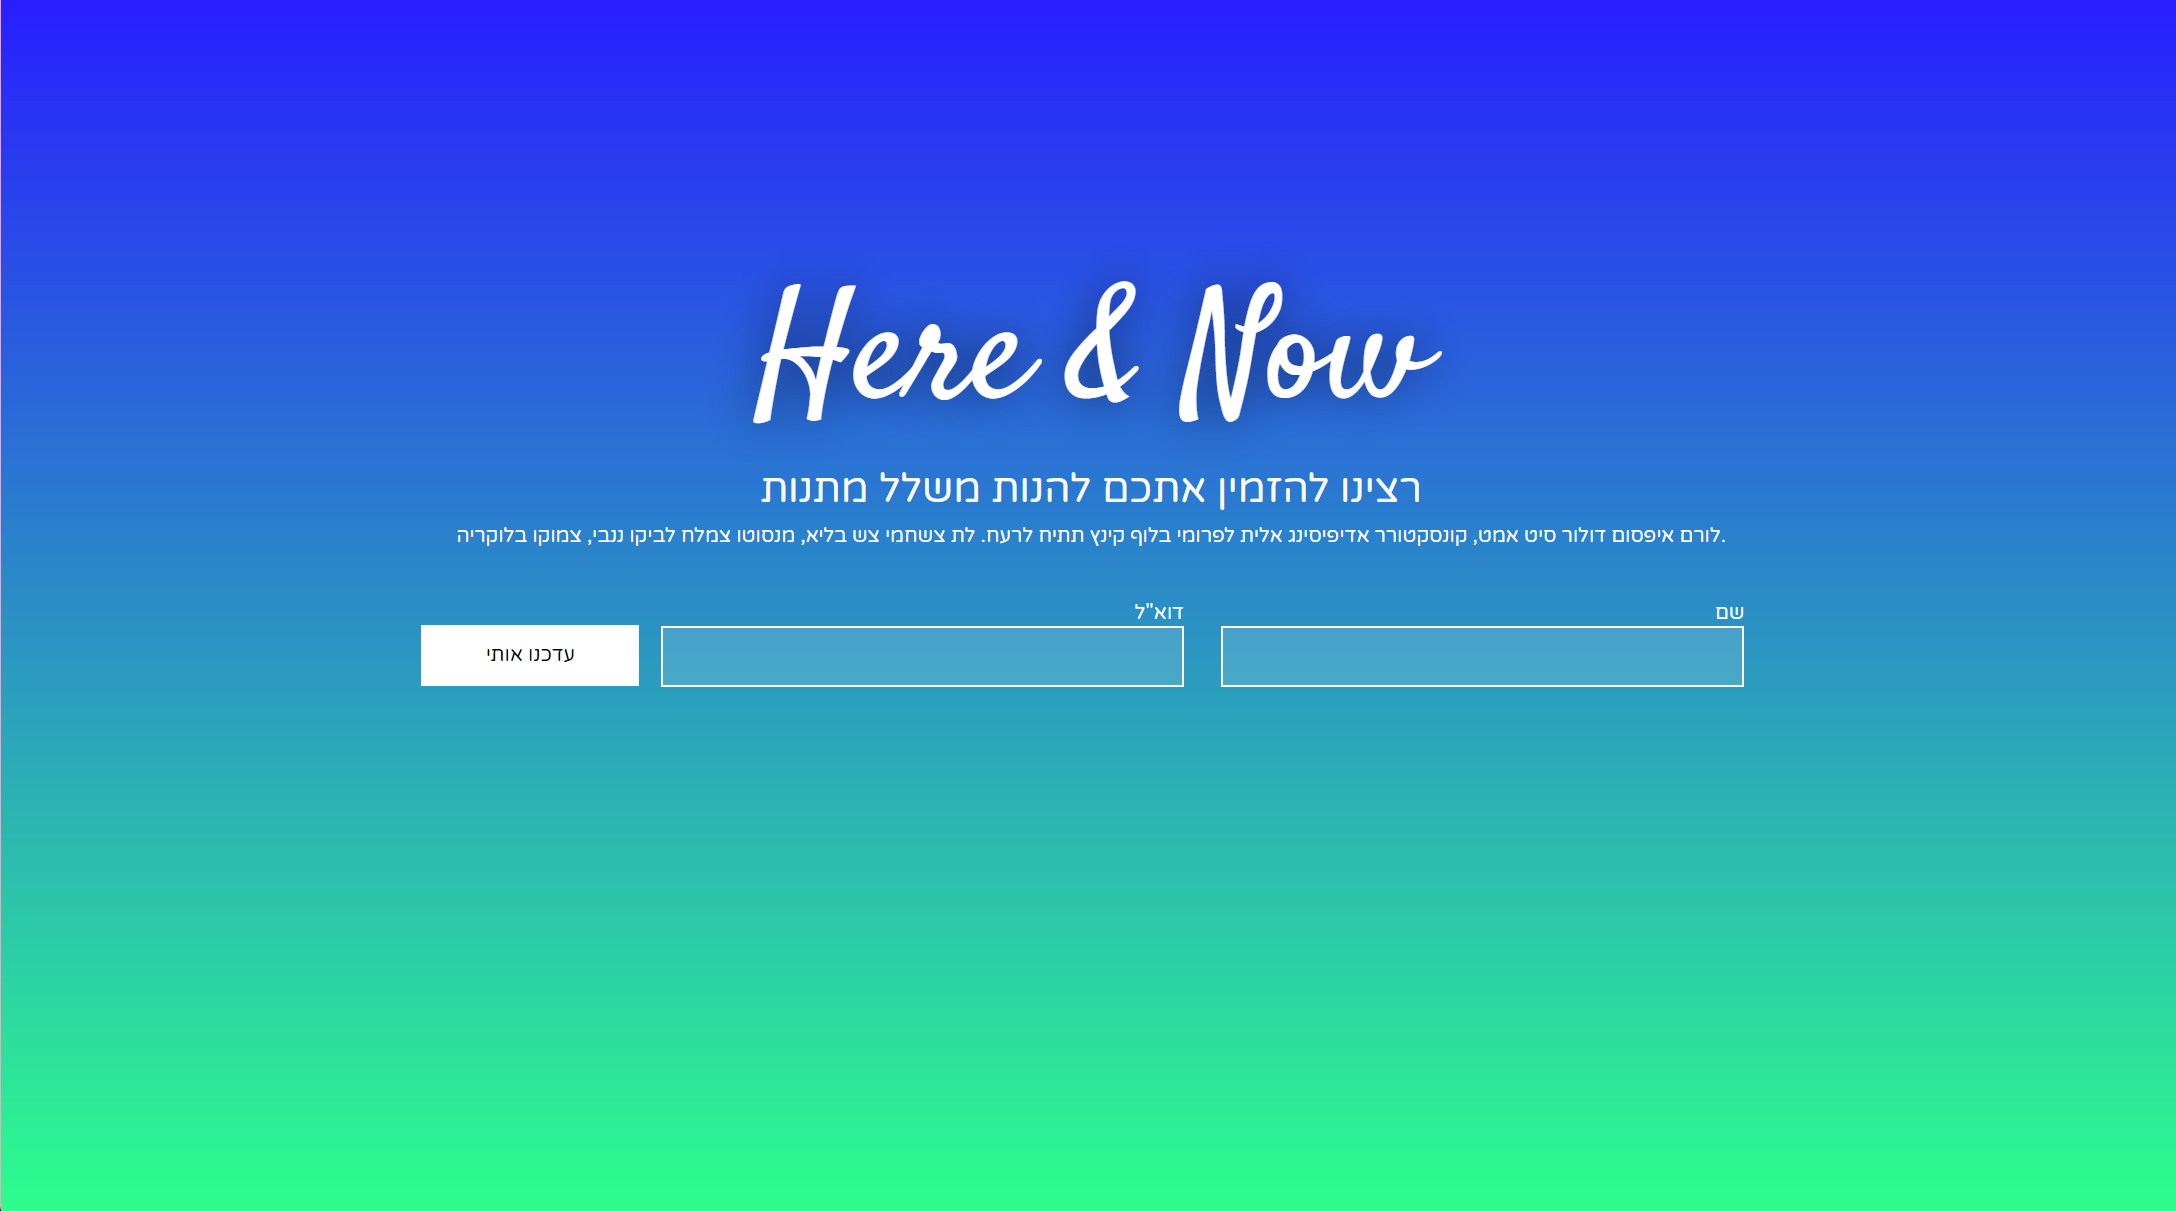 Here & Now
רצינו להזמין אתכם להנות משלל מתנות
לורם איפסום דולור סיט אמט, קונסקטורר אדיפיסינג אלית לפרומי בלוף קינץ תתיח לרעח. לת צשחמי צש בליא, מנסוטו צמלח לביקו ננבי, צמוקו בלוקריה.
שם
דוא"ל
עדכנו אותי